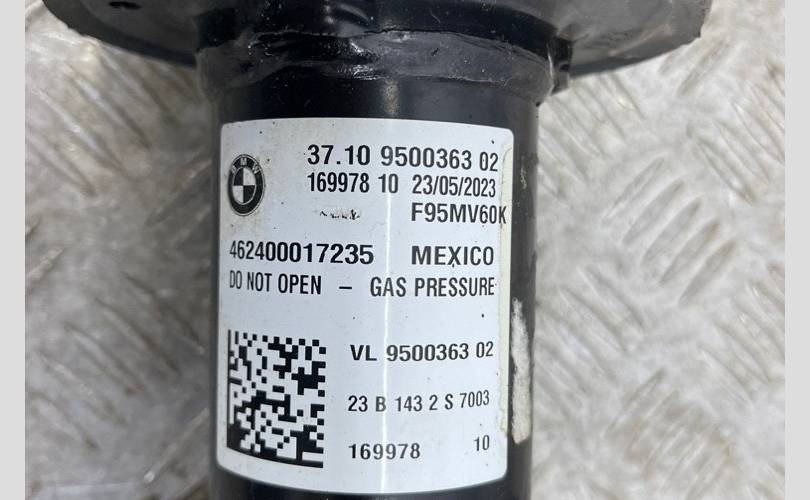 BMW
37.10 9500363 02
169978 10 23/05/2023
F95MV60K
462400017235 MEXICO
DO NOT OPEN – GAS PRESSURE
VL 9500363 02
23 B 143 2 S 7003
169978 10